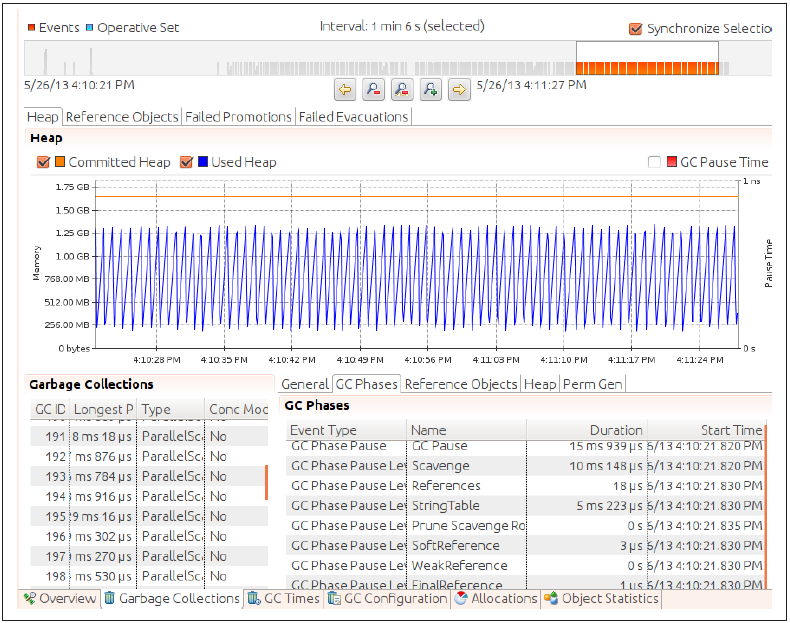 Events Operative Set Interval: 1 min 6 s (selected) Synchronize Selectio
5/26/13 4:10:21 PM 5/26/13 4:11:27 PM
Heap Reference Objects Failed Promotions Failed Evacuations
Heap
Committed Heap Used Heap GC Pause Time
1.75 GB
1.50 GB
1.25 GB
1.00 GB
768.00 MB
512.00 MB
256.00 MB
0 bytes
Memory
1 ns
0 s
Pause Time
4:10:28 PM 4:10:35 PM 4:10:42 PM 4:10:49 PM 4:10:56 PM 4:11:03 PM 4:11:10 PM 4:11:17 PM 4:11:24 PM
Garbage Collections
GC ID Longest P Type Conc Mod
191 8 ms 18 µs ParallelSc No
192 ms 876 µs ParallelSc No
193 ms 784 µs ParallelSc No
194 ms 916 µs ParallelSc No
195 9 ms 16 µs ParallelSc No
196 ms 302 µs ParallelSc No
197 ms 270 µs ParallelSc No
198 ms 530 µs ParallelSc No
General GC Phases Reference Objects Heap Perm Gen
GC Phases
Event Type Name Duration Start Time
GC Phase Pause GC Pause 15 ms 939 µs 6/13 4:10:21.820 PM
GC Phase Pause Lev Scavenge 10 ms 148 µs 6/13 4:10:21.820 PM
GC Phase Pause Lev References 18 µs 6/13 4:10:21.830 PM
GC Phase Pause Lev StringTable 5 ms 223 µs 6/13 4:10:21.830 PM
GC Phase Pause Lev Prune Scavenge Ro 0 s 6/13 4:10:21.835 PM
GC Phase Pause Lev SoftReference 3 µs 6/13 4:10:21.830 PM
GC Phase Pause Lev WeakReference 0 s 6/13 4:10:21.830 PM
GC Phase Pause Lev FinalReference 1 µs 6/13 4:10:21.830 PM
Overview Garbage Collections GC Times GC Configuration Allocations Object Statistics